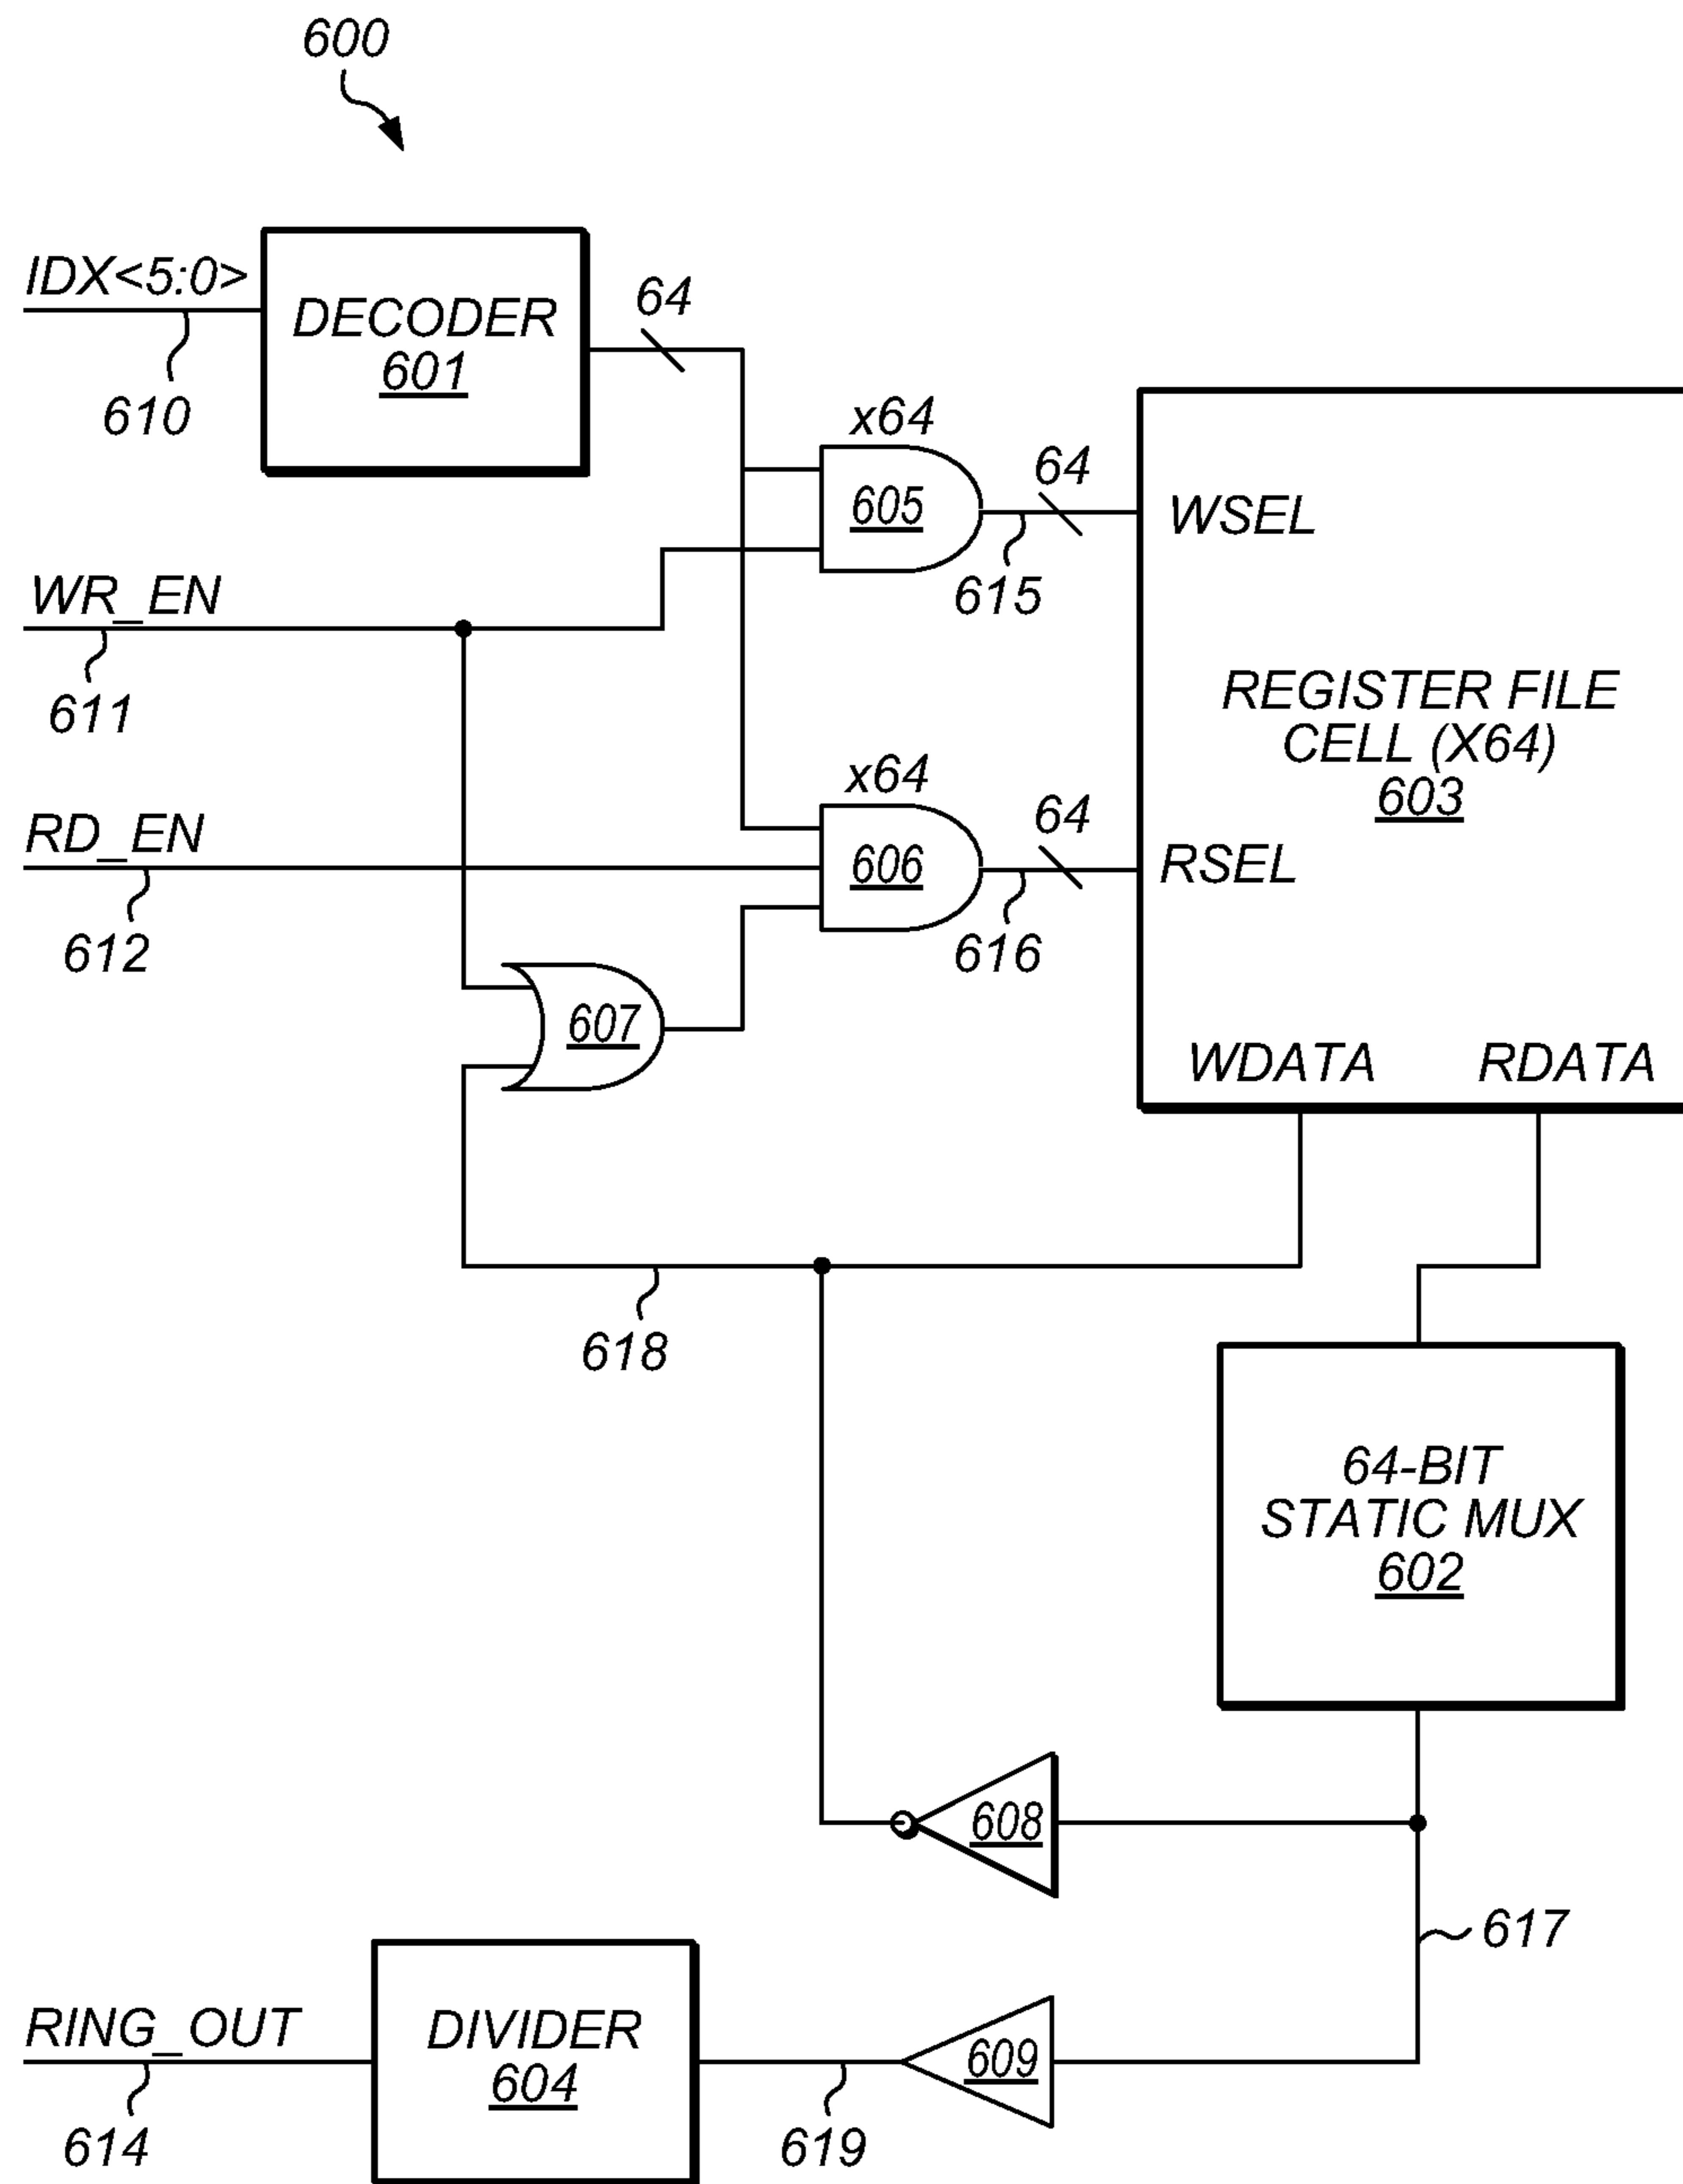 600
IDX<5:0>
610
DECODER
601
64
x64
605
64
615
WSEL
WR_EN
611
REGISTER FILE
CELL (X64)
603
x64
606
64
616
RSEL
RD_EN
612
607
WDATA
RDATA
618
64-BIT
STATIC MUX
602
608
617
609
619
DIVIDER
604
RING_OUT
614